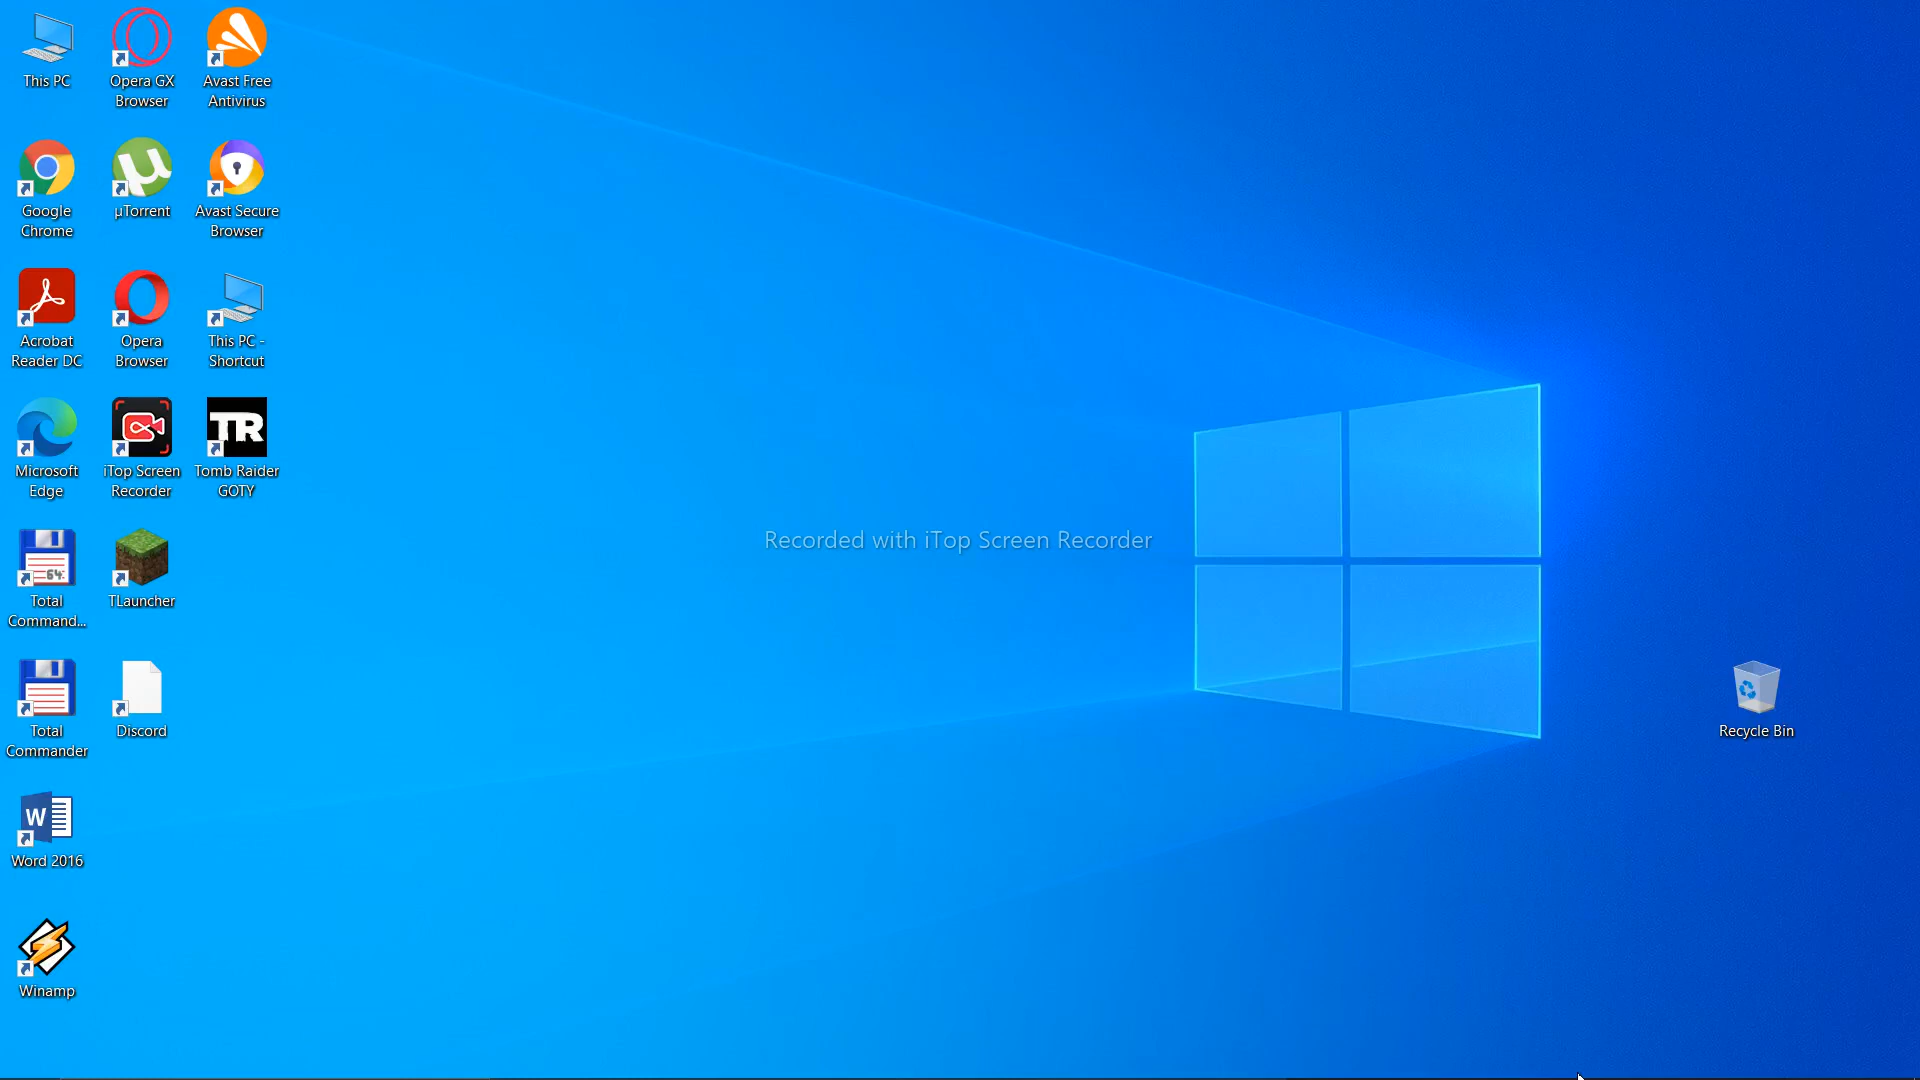 This PC
Opera GX
Browser
Avast Free
Antivirus
Google
Chrome
µTorrent
Avast Secure
Browser
Acrobat
Reader DC
Opera
Browser
This PC -
Shortcut
TR
Microsoft
Edge
iTop Screen
Recorder
Tomb Raider
GOTY
Recorded with iTop Screen Recorder
64
Total
Command...
TLauncher
Total
Commander
Discord
Recycle Bin
W
Word 2016
Winamp